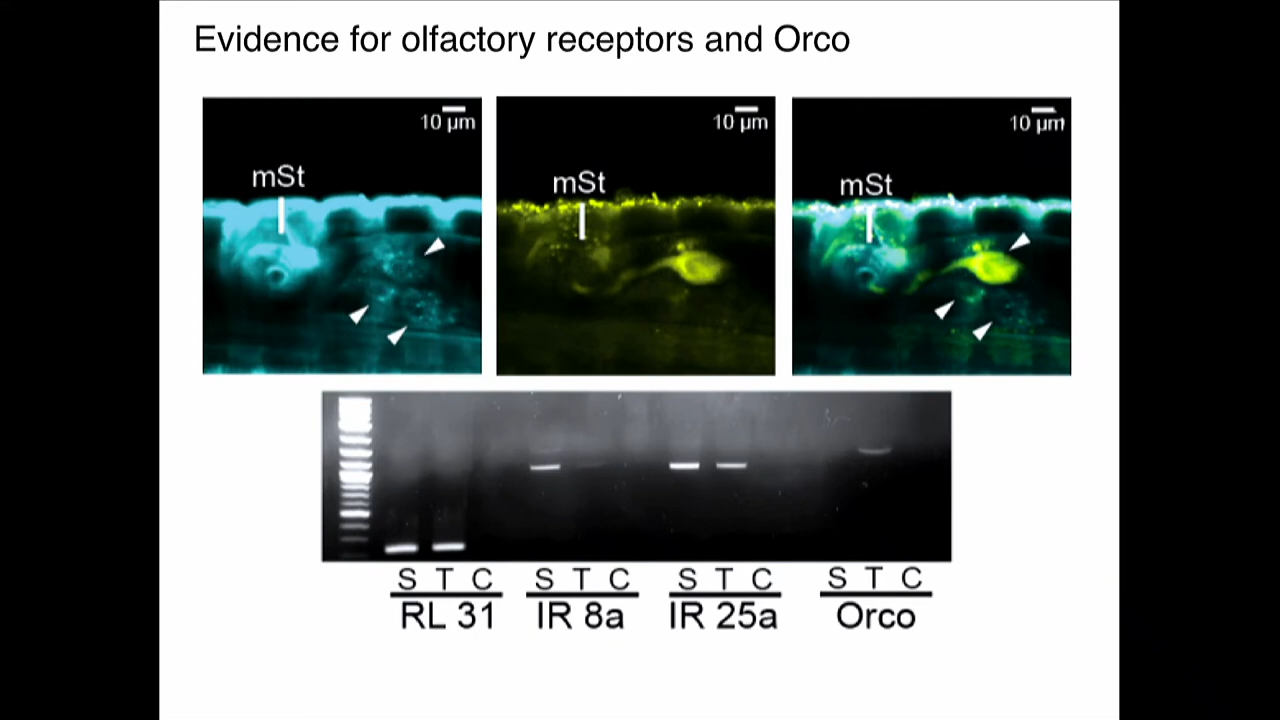 Evidence for olfactory receptors and Orco
10 µm
10 µm
10 µm
mSt
mSt
mSt
S T C
S T C
S T C
S T C
RL 31
IR 8a
IR 25a
Orco